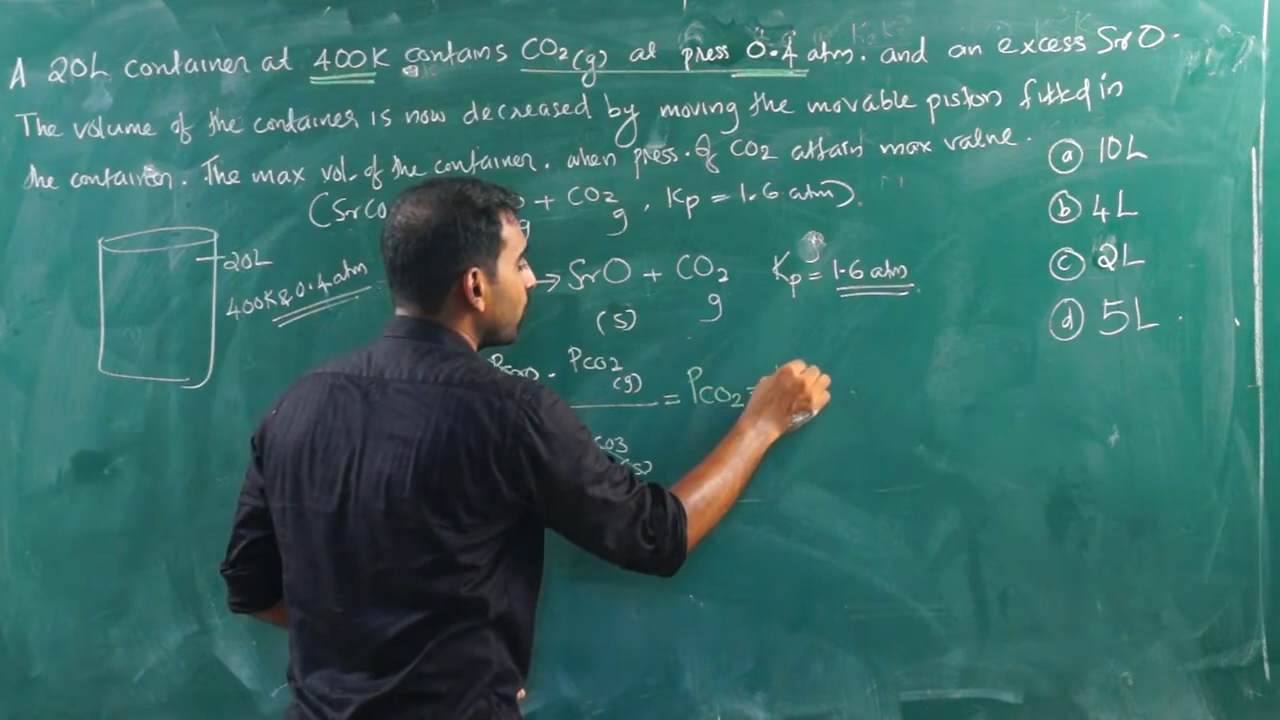 A 20L container at 400K contains CO2(g) at press 0.4 atm. and an excess SrO.
The volume of the container is now decreased by moving the movable piston fitted in
the container. The max vol. of the container. when press. of CO2 attains max value.
(SrCO + CO2 g , Kp = 1.6 atm).
(a) 10L
(b) 4L
(c) 2L
(d) 5L
20L
400K & 0.4 atm
→ SrO + CO2 g Kp = 1.6 atm
(s)
. PCO2 (g) = PCO2 =
CO3 (s)